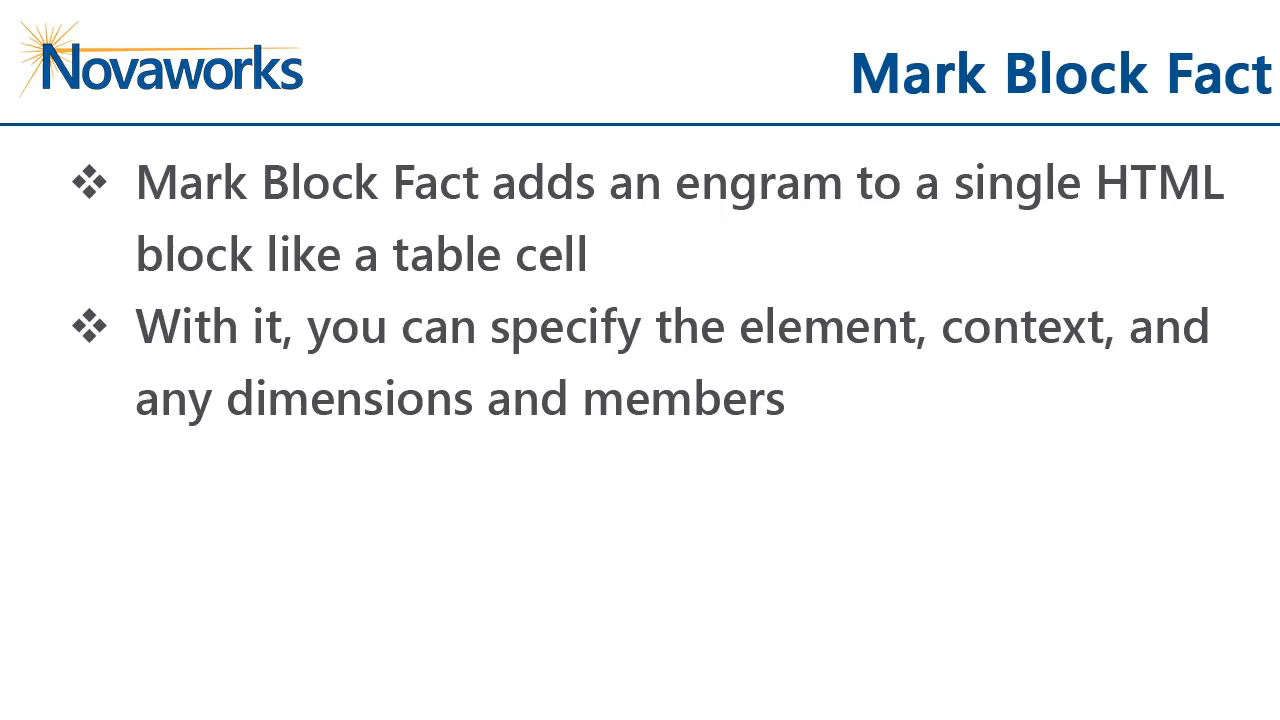 Novaworks
Mark Block Fact
❖ Mark Block Fact adds an engram to a single HTML
block like a table cell
❖ With it, you can specify the element, context, and
any dimensions and members